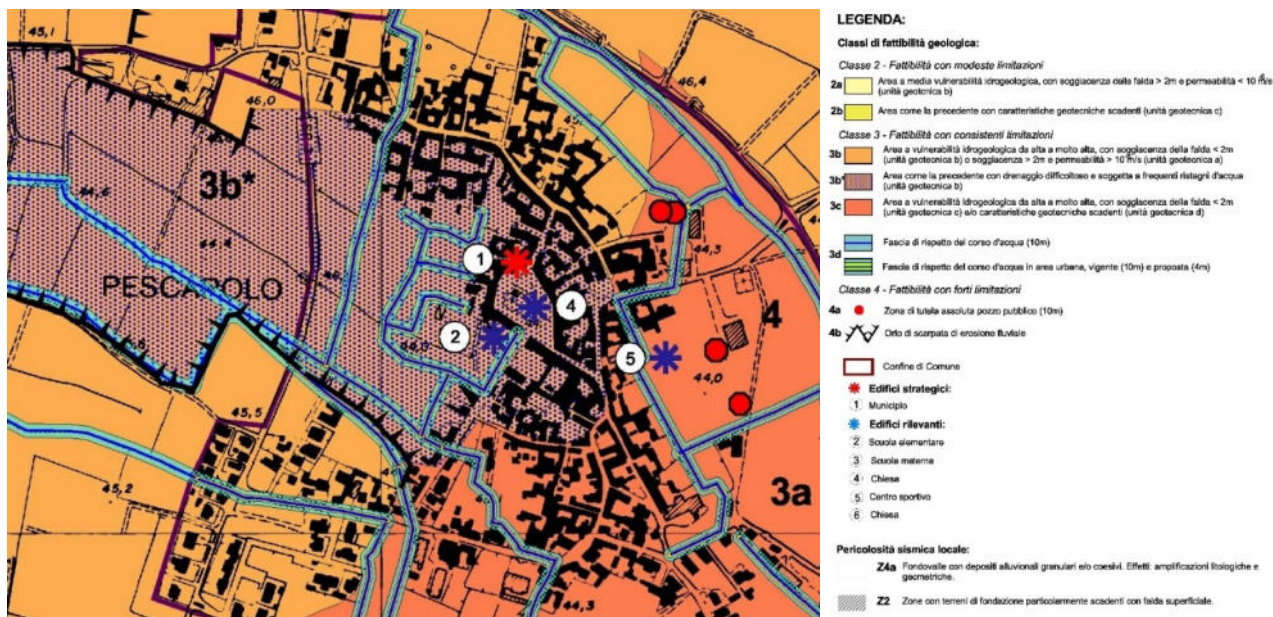 45,1
46,4
46,0
3b*
44,6
44,3
44,4
1
PESCAROLO
4
4
2
44,0
5
44,0
45,5
3a
45,2
44,3
LEGENDA:
Classi di fattibilità geologica:
Classe 2 - Fattibilità con modeste limitazioni
2a Area a media vulnerabilità idrogeologica, con soggiacenza della falda > 2m e permeabilità < 10 m/s
(unità geotecnica b)
2b Area come la precedente con caratteristiche geotecniche scadenti (unità geotecnica c)
Classe 3 - Fattibilità con consistenti limitazioni
3b Area a vulnerabilità idrogeologica da alta a molto alta, con soggiacenza della falda < 2m
(unità geotecnica b) o soggiacenza > 2m e permeabilità > 10 m/s (unità geotecnica a)
3b* Area come la precedente con drenaggio difficoltoso e soggetta a frequenti ristagni d'acqua
(unità geotecnica b)
3c Area a vulnerabilità idrogeologica da alta a molto alta, con soggiacenza della falda < 2m
(unità geotecnica c) e/o caratteristiche geotecniche scadenti (unità geotecnica d)
Fascia di rispetto del corso d'acqua (10m)
3d
Fascia di rispetto del corso d'acqua in area urbana, vigente (10m) e proposta (4m)
Classe 4 - Fattibilità con forti limitazioni
4a Zona di tutela assoluta pozzo pubblico (10m)
4b Orlo di scarpata di erosione fluviale
Confine di Comune
Edifici strategici:
1 Municipio
Edifici rilevanti:
2 Scuola elementare
3 Scuola materna
4 Chiesa
5 Centro sportivo
6 Chiesa
Pericolosità sismica locale:
Z4a Fondovalle con depositi alluvionali granulari e/o coesivi. Effetti: amplificazioni litologiche e
geometriche.
Z2 Zone con terreni di fondazione particolarmente scadenti con falda superficiale.